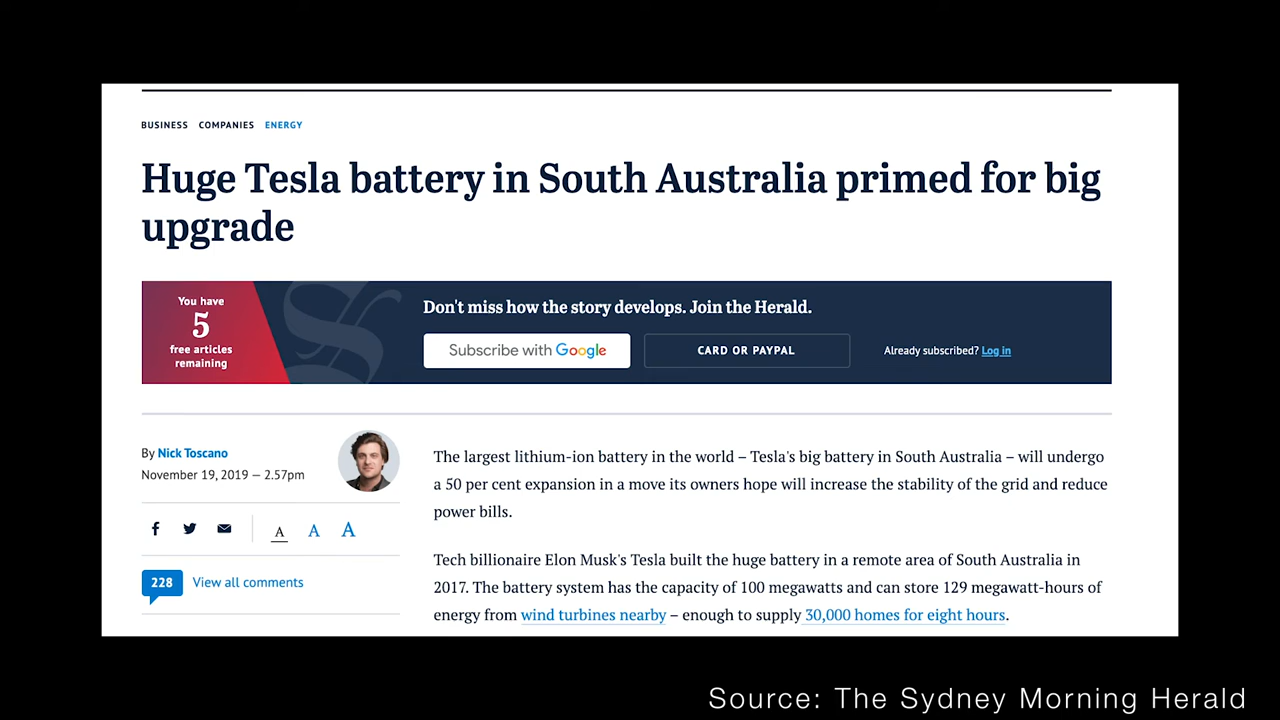 BUSINESS COMPANIES ENERGY
Huge Tesla battery in South Australia primed for big
upgrade
You have
5
free articles
remaining
Don't miss how the story develops. Join the Herald.
Subscribe with Google
CARD OR PAYPAL
Already subscribed? Log in
By Nick Toscano
November 19, 2019 — 2.57pm
A A A
228 View all comments
The largest lithium-ion battery in the world – Tesla's big battery in South Australia – will undergo
a 50 per cent expansion in a move its owners hope will increase the stability of the grid and reduce
power bills.
Tech billionaire Elon Musk's Tesla built the huge battery in a remote area of South Australia in
2017. The battery system has the capacity of 100 megawatts and can store 129 megawatt-hours of
energy from wind turbines nearby – enough to supply 30,000 homes for eight hours.
Source: The Sydney Morning Herald